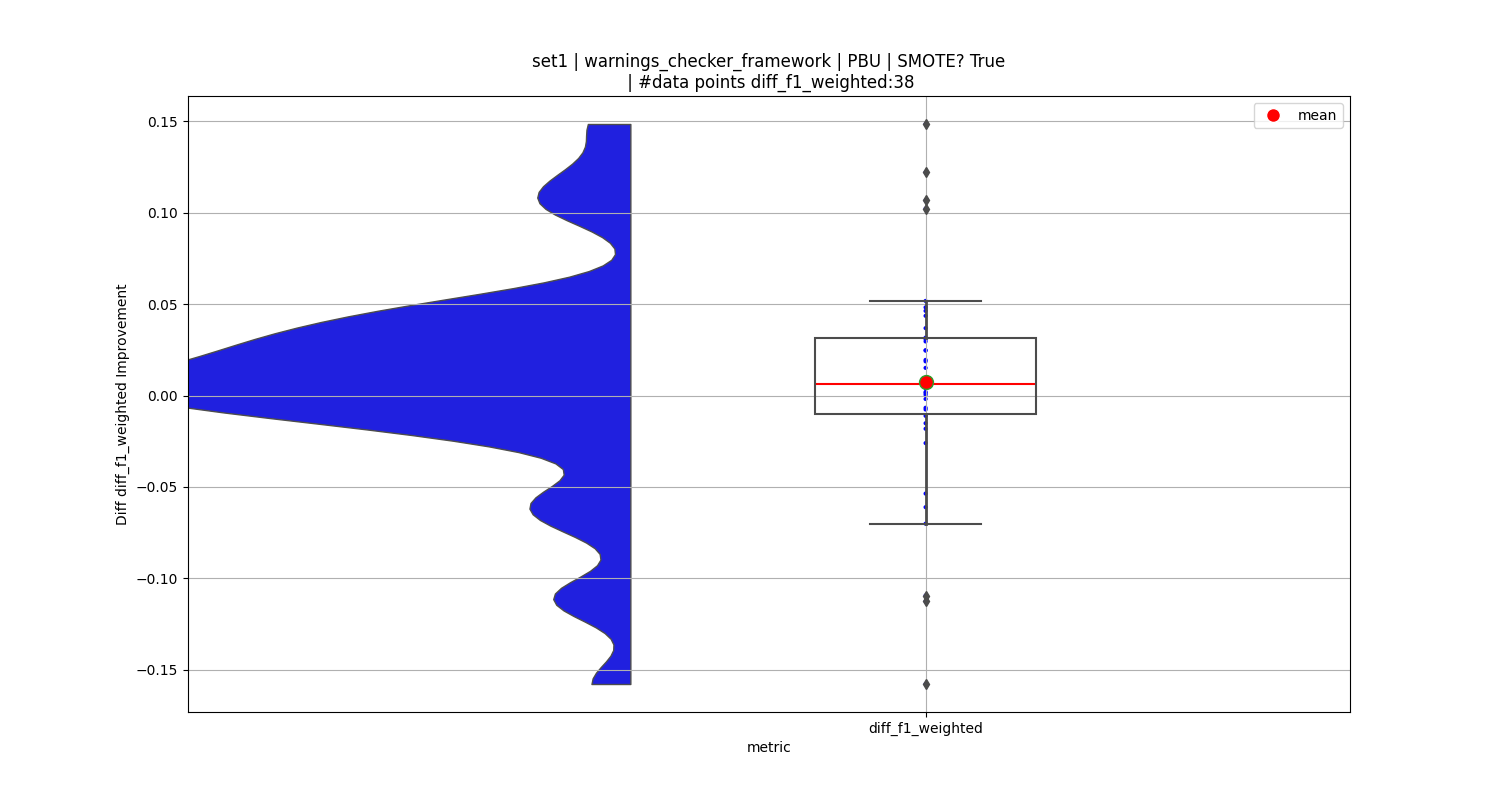 set1 | warnings_checker_framework | PBU | SMOTE? True
| #data points diff_f1_weighted:38
mean
0.15
0.10
0.05
0.00
−0.05
−0.10
−0.15
Diff diff_f1_weighted Improvement
diff_f1_weighted
metric